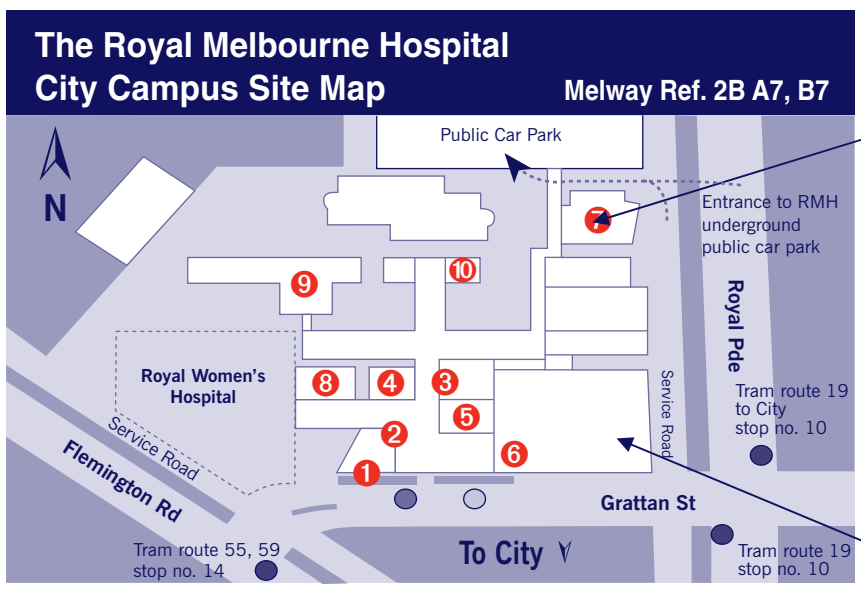 The Royal Melbourne Hospital
City Campus Site Map
Melway Ref. 2B A7, B7
Public Car Park
N
7
Entrance to RMH
underground
public car park
9
10
Royal Pde
Royal Women's
Hospital
8
4
3
5
2
6
1
Service Road
Service Road
Tram route 19
to City
stop no. 10
Flemington Rd
Grattan St
To City
Tram route 55, 59
stop no. 14
Tram route 19
stop no. 10